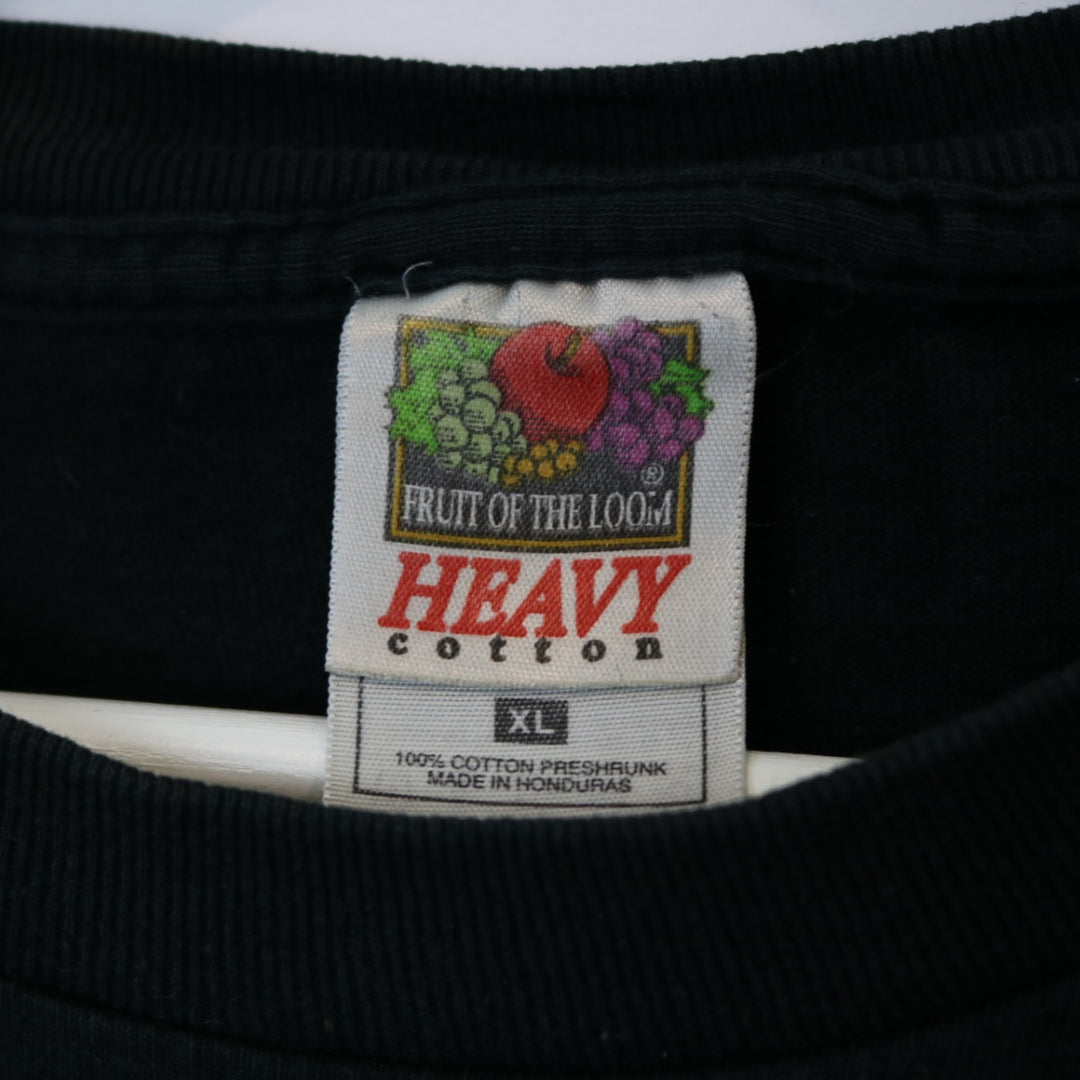 ®
FRUIT OF THE LOOM
HEAVY
cotton
XL
100% COTTON PRESHRUNK
MADE IN HONDURAS